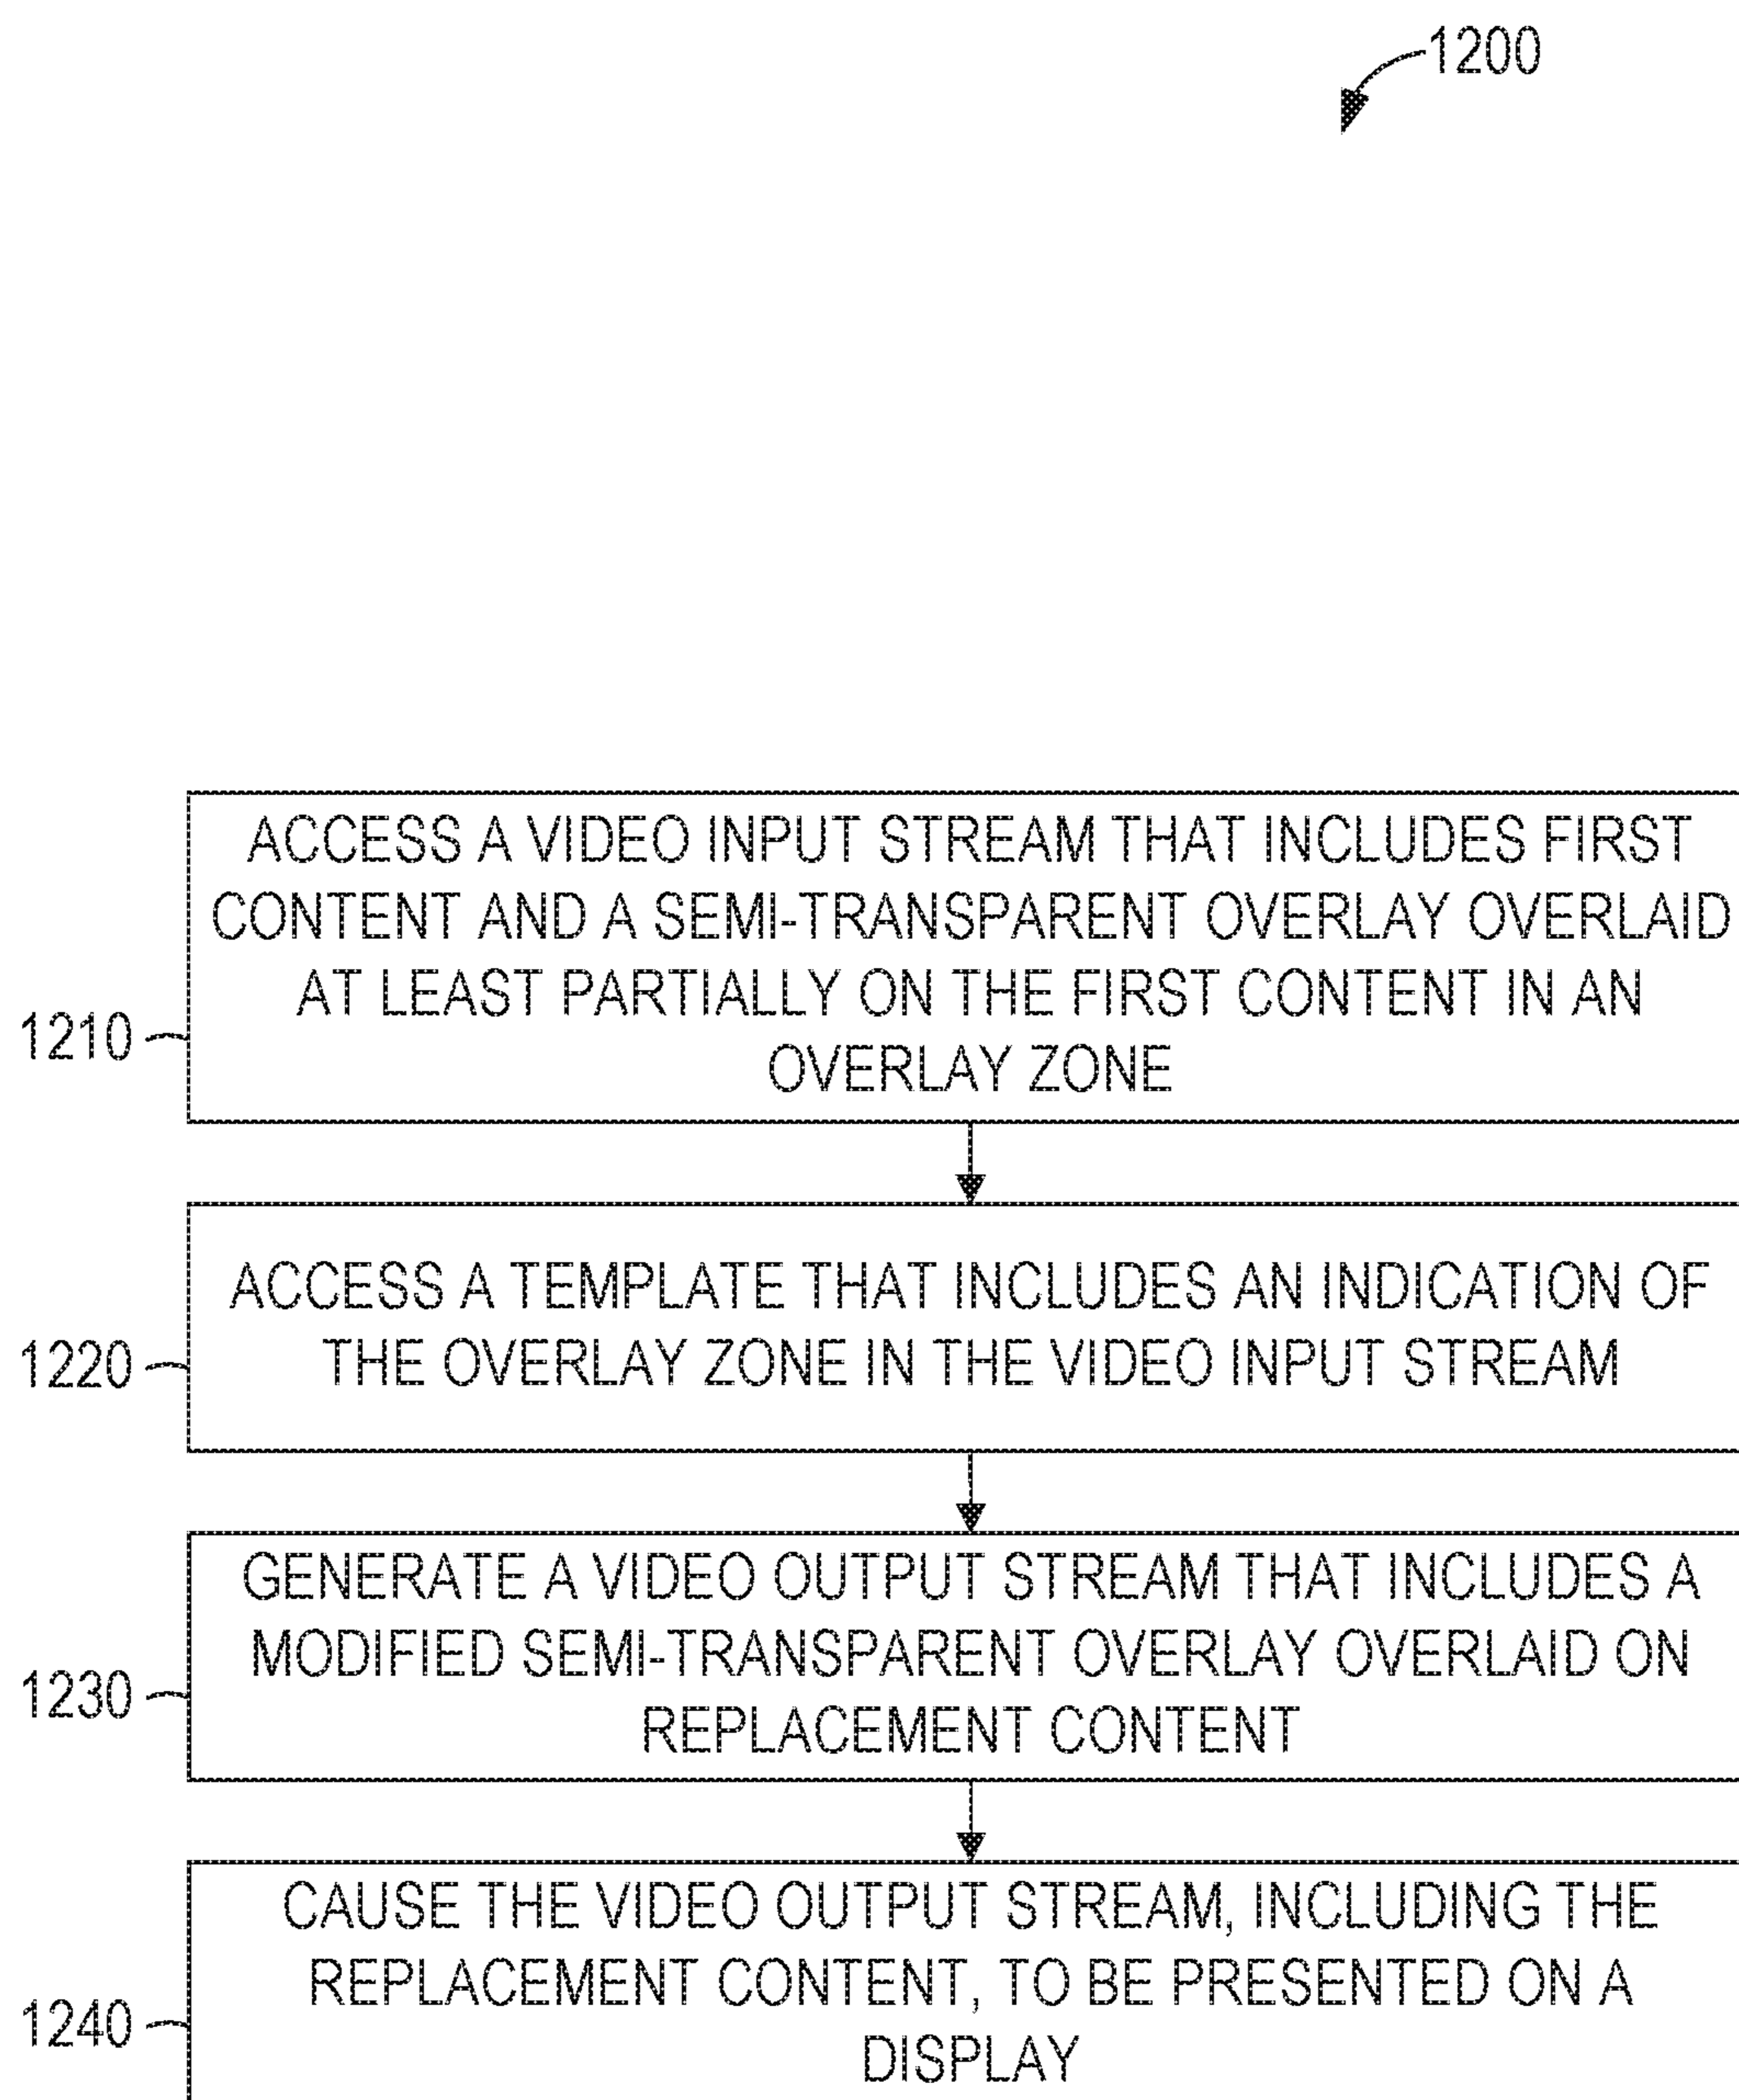 1200
ACCESS A VIDEO INPUT STREAM THAT INCLUDES FIRST
CONTENT AND A SEMI-TRANSPARENT OVERLAY OVERLAID
AT LEAST PARTIALLY ON THE FIRST CONTENT IN AN
OVERLAY ZONE
1210
ACCESS A TEMPLATE THAT INCLUDES AN INDICATION OF
THE OVERLAY ZONE IN THE VIDEO INPUT STREAM
1220
GENERATE A VIDEO OUTPUT STREAM THAT INCLUDES A
MODIFIED SEMI-TRANSPARENT OVERLAY OVERLAID ON
REPLACEMENT CONTENT
1230
CAUSE THE VIDEO OUTPUT STREAM, INCLUDING THE
REPLACEMENT CONTENT, TO BE PRESENTED ON A
DISPLAY
1240